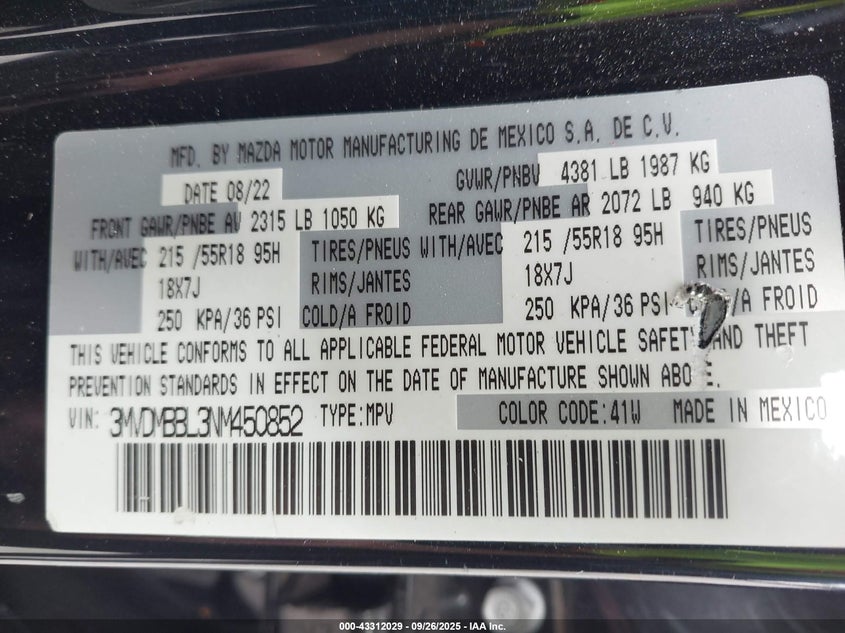 MFD. BY MAZDA MOTOR MANUFACTURING DE MEXICO S.A. DE C.V.
DATE 08/22 GVWR/PNBV 4381 LB 1987 KG
FRONT GAWR/PNBE AV 2315 LB 1050 KG REAR GAWR/PNBE AR 2072 LB 940 KG
WITH/AVEC 215 /55R18 95H TIRES/PNEUS WITH/AVEC 215 /55R18 95H TIRES/PNEUS
18X7J RIMS/JANTES 18X7J RIMS/JANTES
250 KPA/36 PSI COLD/A FROID 250 KPA/36 PSI /A FROID
THIS VEHICLE CONFORMS TO ALL APPLICABLE FEDERAL MOTOR VEHICLE SAFET AND THEFT
PREVENTION STANDARDS IN EFFECT ON THE DATE OF MANUFACTURE SHOWN ABO E.
VIN: 3MVDMBBL3NM450852 TYPE:MPV COLOR CODE:41W MADE IN MEXICO
000-43312029 - 09/26/2025 - IAA Inc.